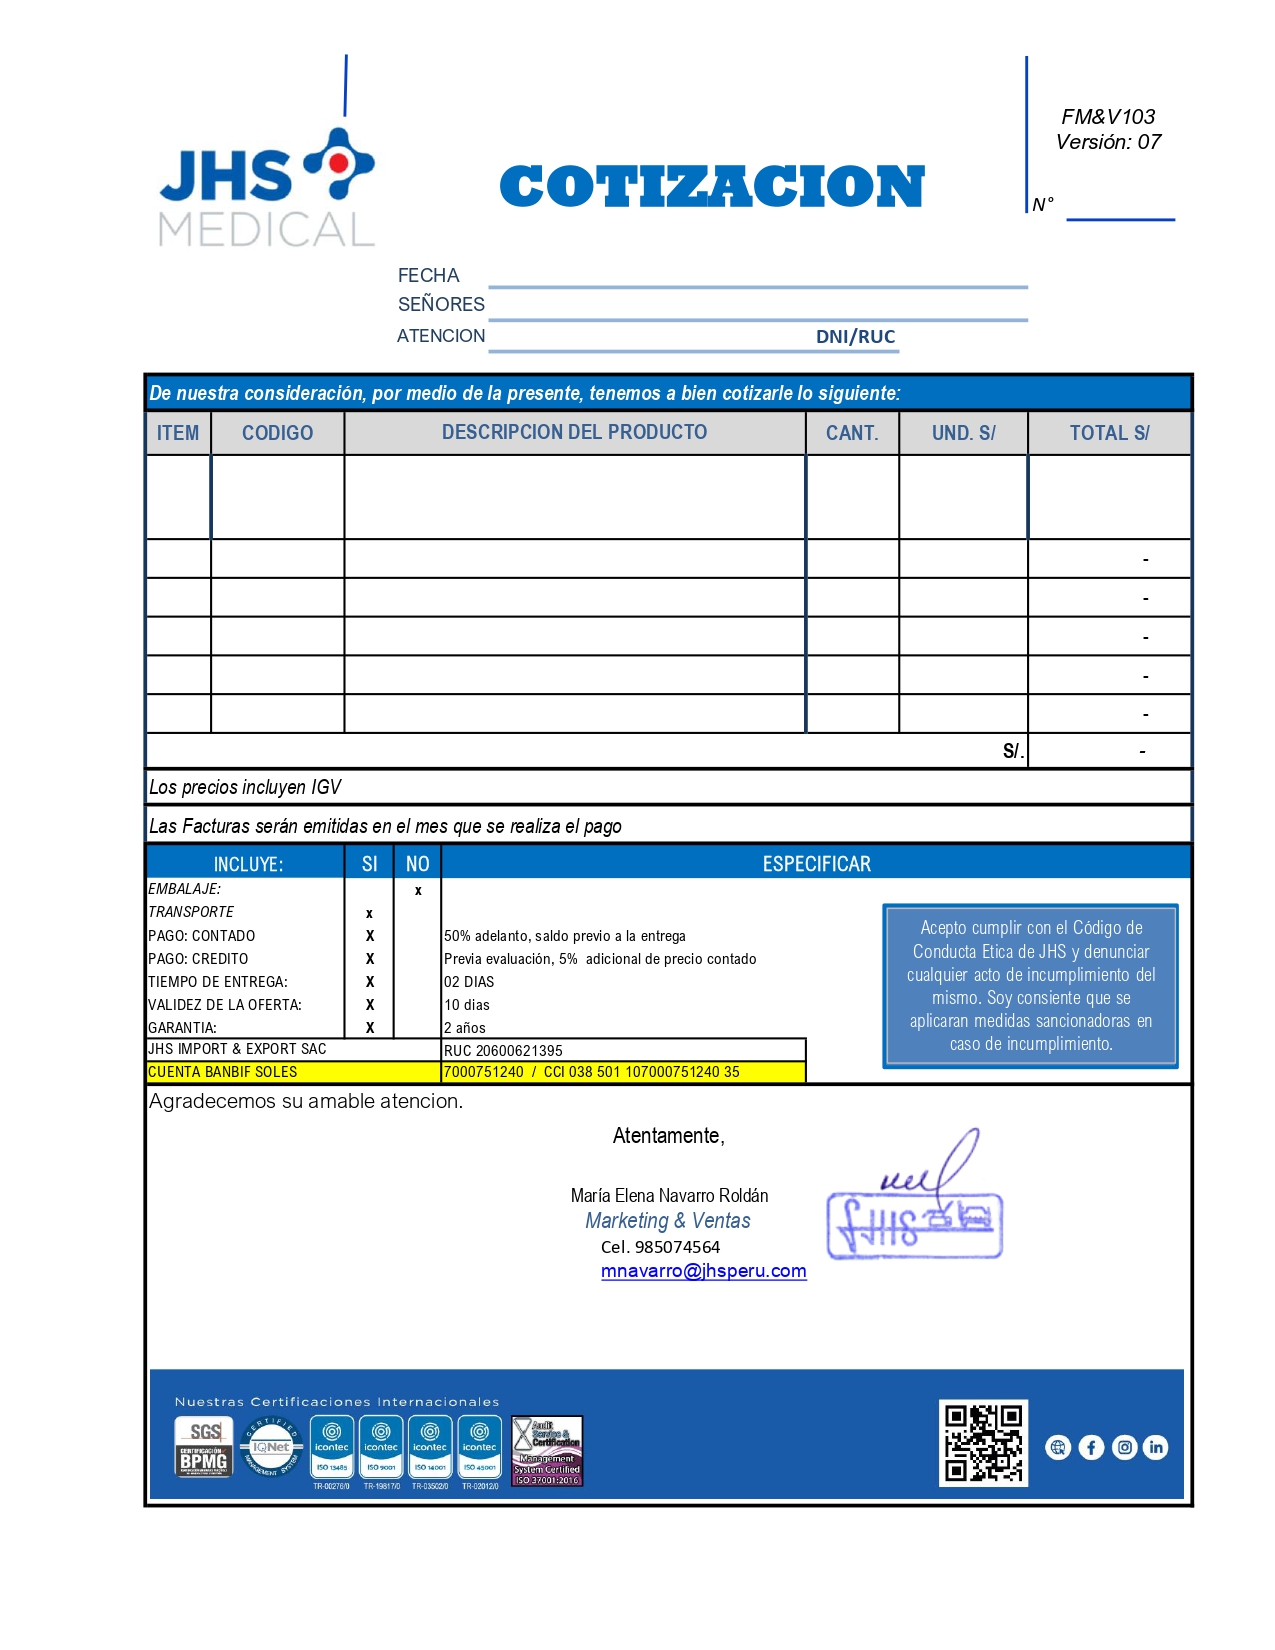 FM&V103
Versión: 07
JHS
MEDICAL
COTIZACION
N°
FECHA
SEÑORES
ATENCION DNI/RUC
De nuestra consideración, por medio de la presente, tenemos a bien cotizarle lo siguiente:
ITEM CODIGO DESCRIPCION DEL PRODUCTO CANT. UND. S/ TOTAL S/
-
-
-
-
-
S/. -
Los precios incluyen IGV
Las Facturas serán emitidas en el mes que se realiza el pago
INCLUYE: SI NO ESPECIFICAR
EMBALAJE: x
TRANSPORTE x
PAGO: CONTADO X 50% adelanto, saldo previo a la entrega
PAGO: CREDITO X Previa evaluación, 5% adicional de precio contado
TIEMPO DE ENTREGA: X 02 DIAS
VALIDEZ DE LA OFERTA: X 10 dias
GARANTIA: X 2 años
JHS IMPORT & EXPORT SAC RUC 20600621395
CUENTA BANBIF SOLES 7000751240 / CCI 038 501 107000751240 35
Acepto cumplir con el Código de
Conducta Etica de JHS y denunciar
cualquier acto de incumplimiento del
mismo. Soy consiente que se
aplicaran medidas sancionadoras en
caso de incumplimiento.
Agradecemos su amable atencion.
Atentamente,
María Elena Navarro Roldán
Marketing & Ventas
Cel. 985074564
mnavarro@jhsperu.com
JHS
Nuestras Certificaciones Internacionales
SGS
CERTIFICACIÓN
BPMG
CERTIFIED
IQNet
MANAGEMENT SYSTEM
icontec icontec icontec icontec
ISO 13485 ISO 9001 ISO 14001 ISO 45001
TR-00276/0 TR-19817/0 TR-03502/0 TR-02012/0
Audit
Service &
Certification
Management
System Certified
ISO 37001:2016
f in